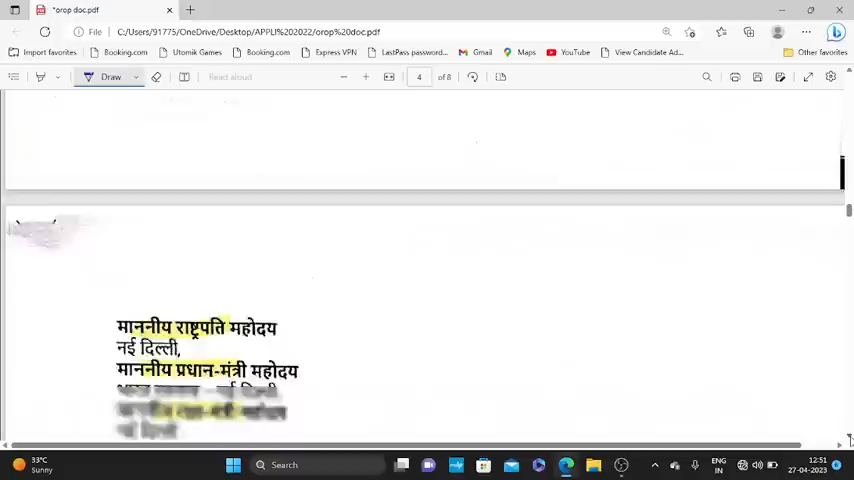 *orop doc.pdf
File C:/Users/91775/OneDrive/Desktop/APPLI%202022/orop%20doc.pdf
Import favorites Booking.com Utomik Games Booking.com Express VPN LastPass password... Gmail Maps YouTube View Candidate Ad... Other favorites
Draw Read aloud 4 of 8
माननीय राष्ट्रपति महोदय
नई दिल्ली,
माननीय प्रधान-मंत्री महोदय
नई दिल्ली
33°C
Sunny
Search
ENG
IN
12:51
27-04-2023